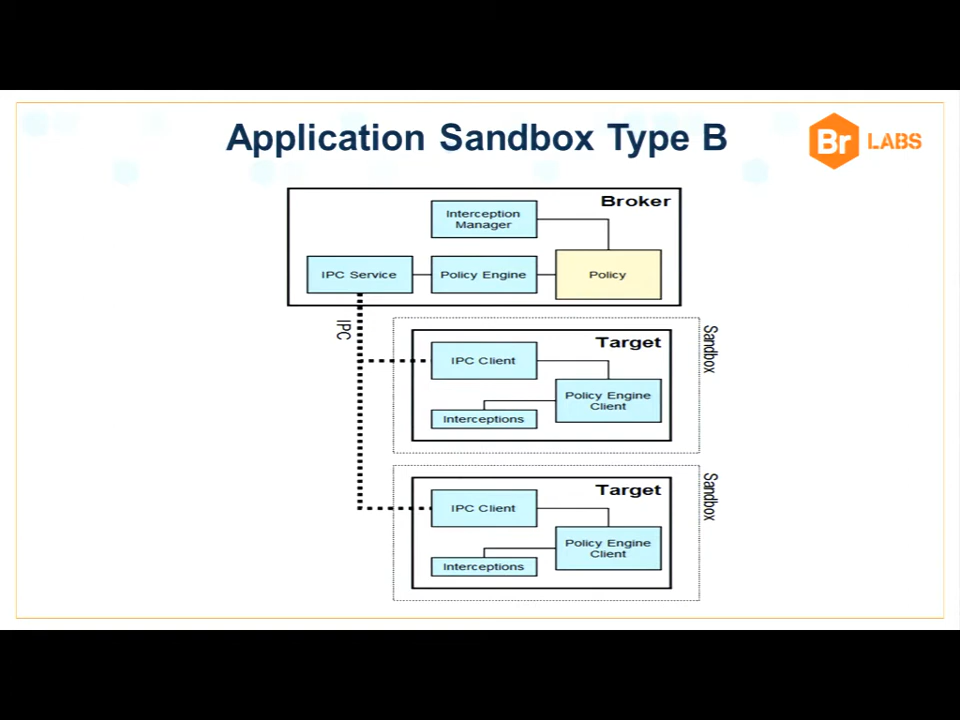 Application Sandbox Type B
Br LABS
Broker
Interception
Manager
IPC Service
Policy Engine
Policy
IPC
Sandbox
Target
IPC Client
Policy Engine
Client
Interceptions
Sandbox
Target
IPC Client
Policy Engine
Client
Interceptions